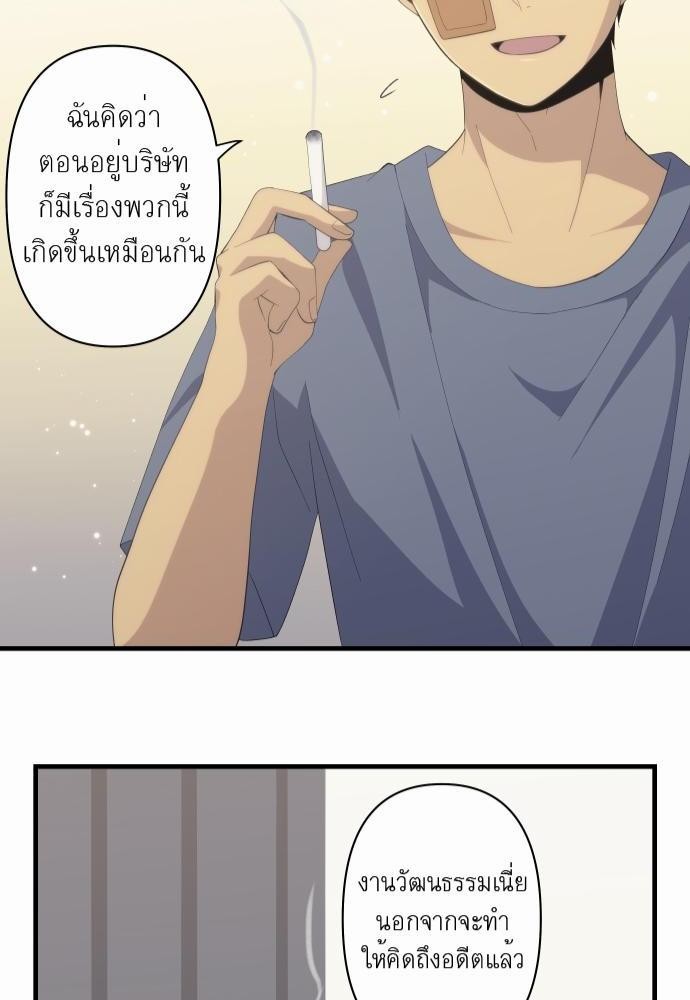 ฉันคิดว่า
ตอนอยู่บริษัท
ก็มีเรื่องพวกนี้
เกิดขึ้นเหมือนกัน
งานวัฒนธรรมเนี่ย
นอกจากจะทำ
ให้คิดถึงอดีตแล้ว